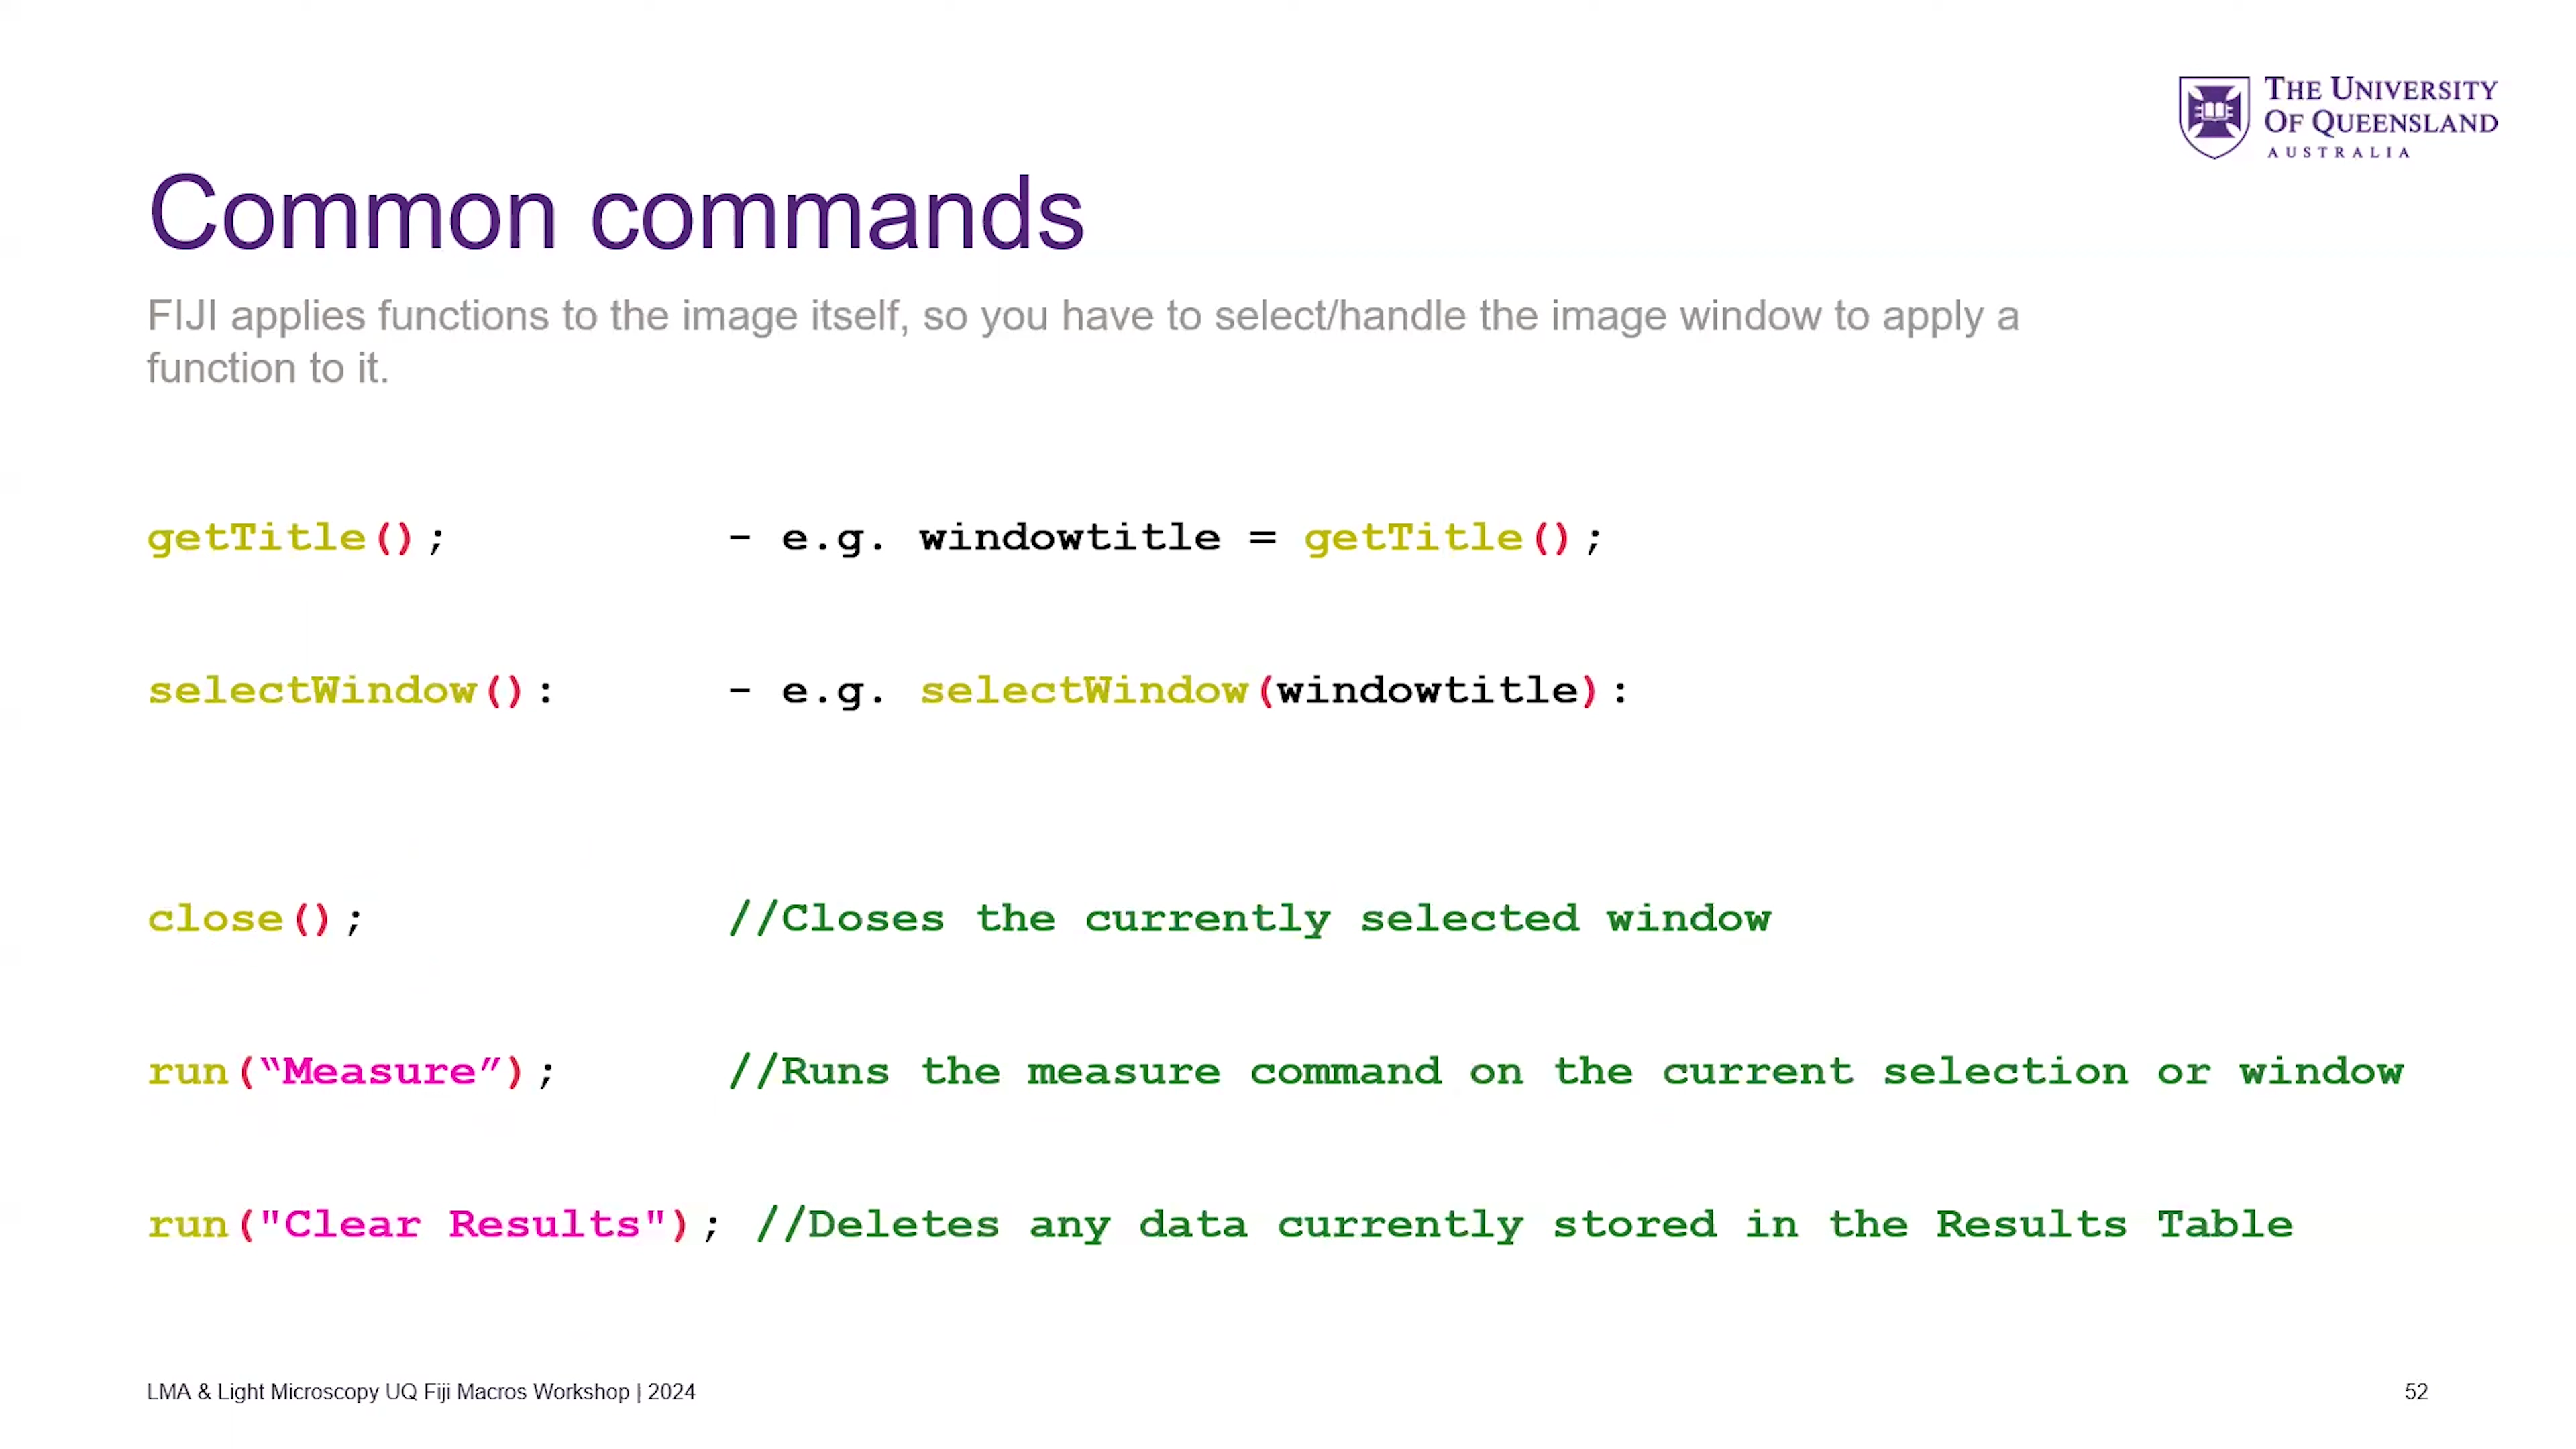 THE UNIVERSITY
OF QUEENSLAND
AUSTRALIA
Common commands
FIJI applies functions to the image itself, so you have to select/handle the image window to apply a
function to it.
getTitle(); - e.g. windowtitle = getTitle();
selectWindow(): - e.g. selectWindow(windowtitle):
close(); //Closes the currently selected window
run(“Measure”); //Runs the measure command on the current selection or window
run("Clear Results"); //Deletes any data currently stored in the Results Table
LMA & Light Microscopy UQ Fiji Macros Workshop | 2024
52